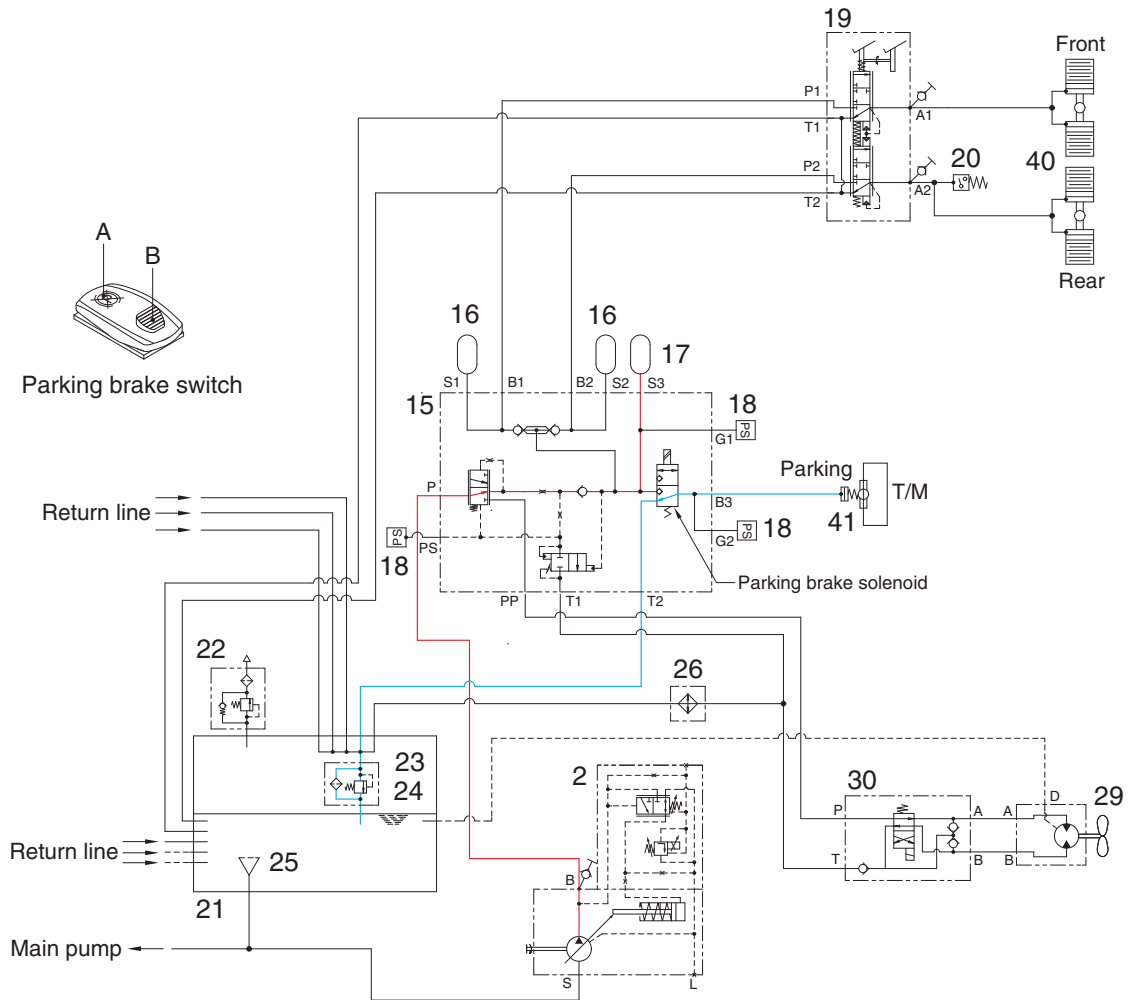 19
Front
P1
T1
A1
P2
T2
A2
20
40
Rear
A
B
Parking brake switch
16
16
17
S1
B1
B2
S2
S3
15
18
PS
G1
P
Parking
T/M
B3
41
Return line
PS
18
PS
PS
18
G2
Parking brake solenoid
PP
T1
T2
22
26
23
24
2
30
29
D
P
A
A
T
B
B
Return line
25
21
B
Main pump
S
L